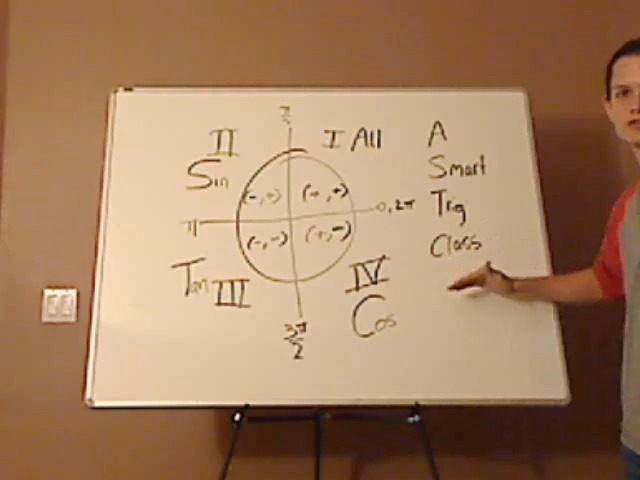 π/2
II
I All
A
Sin
Smart
(-,+)
(+,+)
π
0, 2π
Trig
(-,-)
(+,-)
Class
Tan III
IV
Cos
3π/2